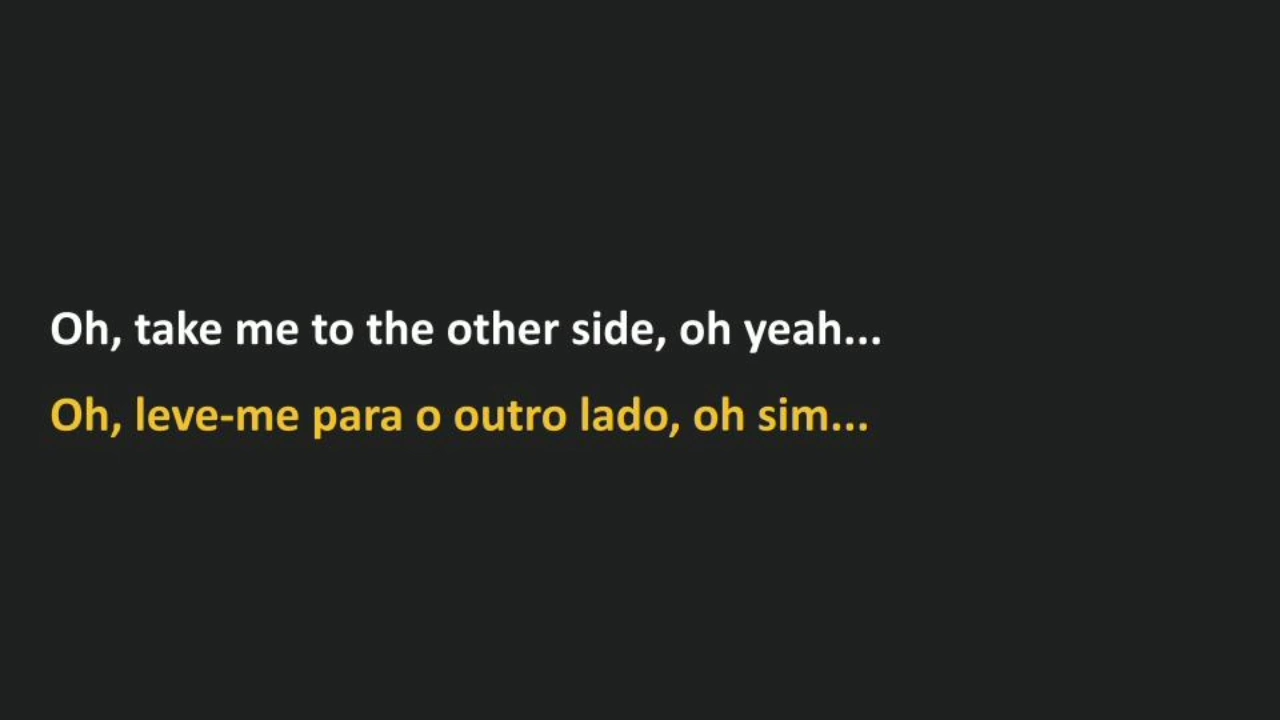 Oh, take me to the other side, oh yeah...
Oh, leve-me para o outro lado, oh sim...